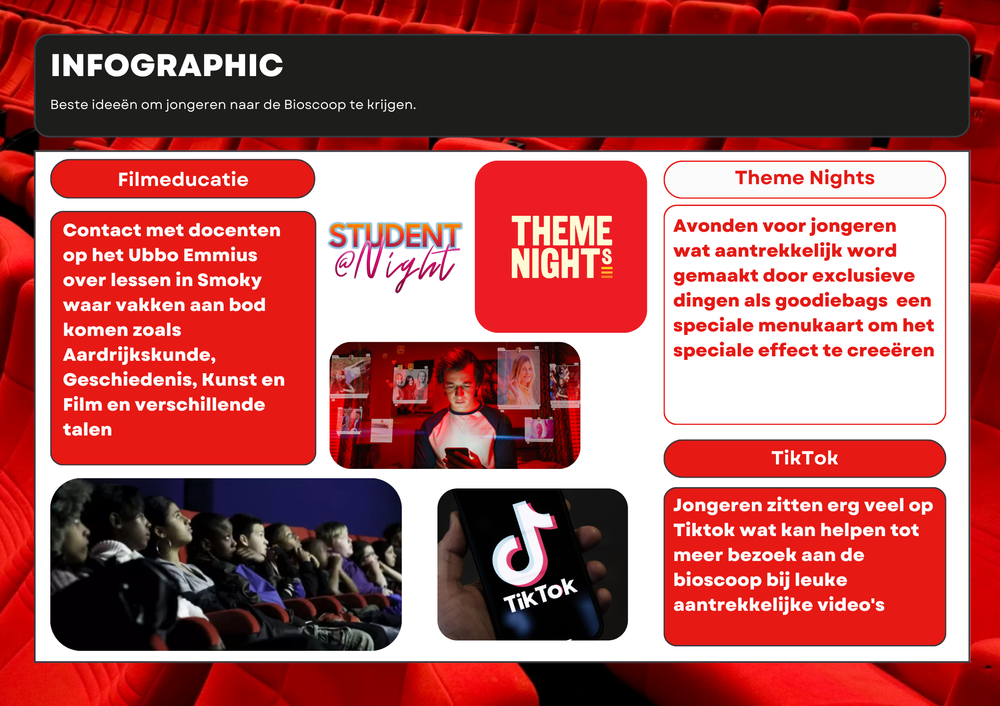 INFOGRAPHIC
Beste ideeën om jongeren naar de Bioscoop te krijgen.
Filmeducatie
Contact met docenten
op het Ubbo Emmius
over lessen in Smoky
waar vakken aan bod
komen zoals
Aardrijkskunde,
Geschiedenis, Kunst en
Film en verschillende
talen
STUDENT
@Night
THEME
NIGHTS
Theme Nights
Avonden voor jongeren
wat aantrekkelijk word
gemaakt door exclusieve
dingen als goodiebags  een
speciale menukaart om het
speciale effect te creeëren
TikTok
Jongeren zitten erg veel op
Tiktok wat kan helpen tot
meer bezoek aan de
bioscoop bij leuke
aantrekkelijke video's
TikTok